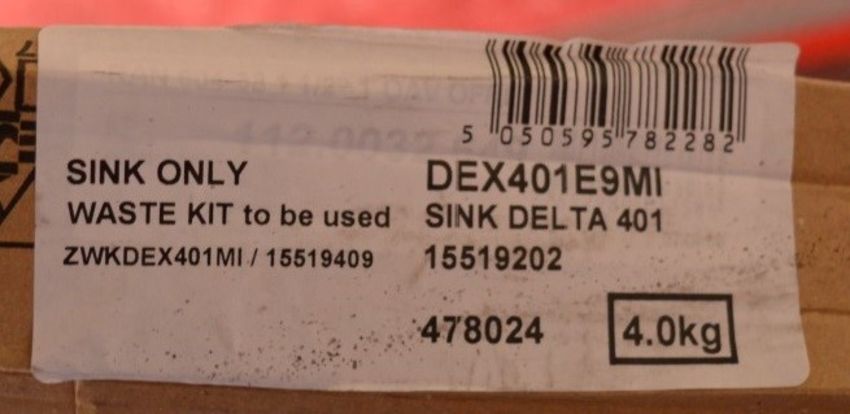 5 050595 782282
SINK ONLY
WASTE KIT to be used
ZWKDEX401MI / 15519409
DEX401E9MI
SINK DELTA 401
15519202
478024
4.0kg